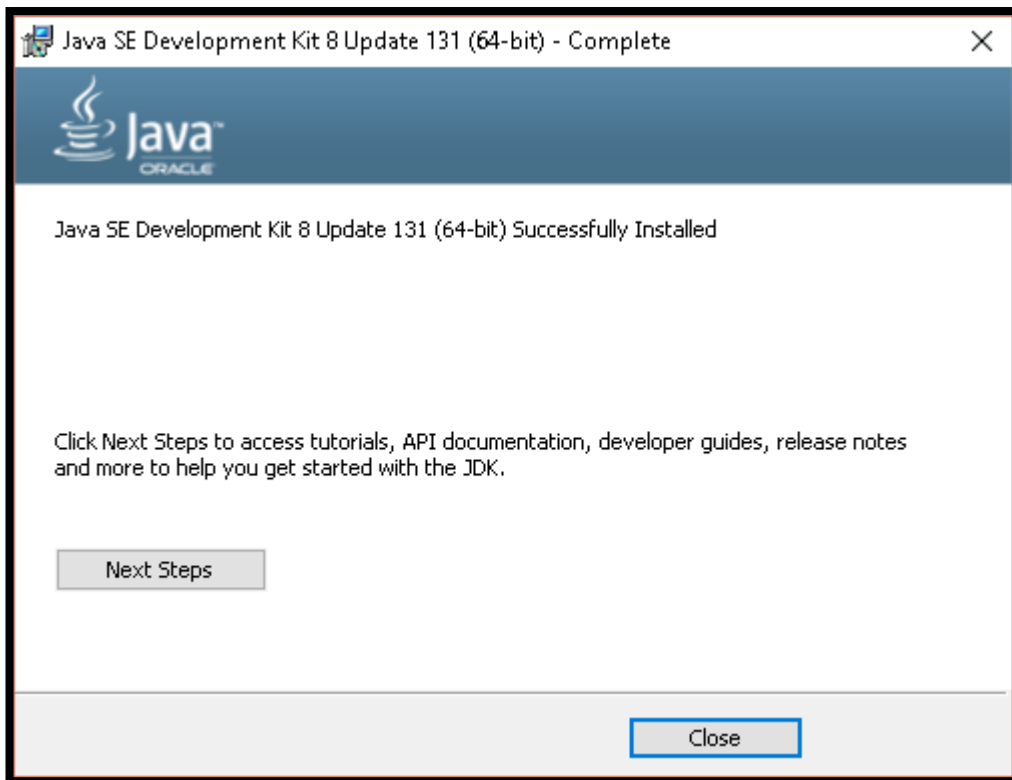 Java SE Development Kit 8 Update 131 (64-bit) - Complete
Java™
ORACLE
Java SE Development Kit 8 Update 131 (64-bit) Successfully Installed
Click Next Steps to access tutorials, API documentation, developer guides, release notes
and more to help you get started with the JDK.
Next Steps
Close